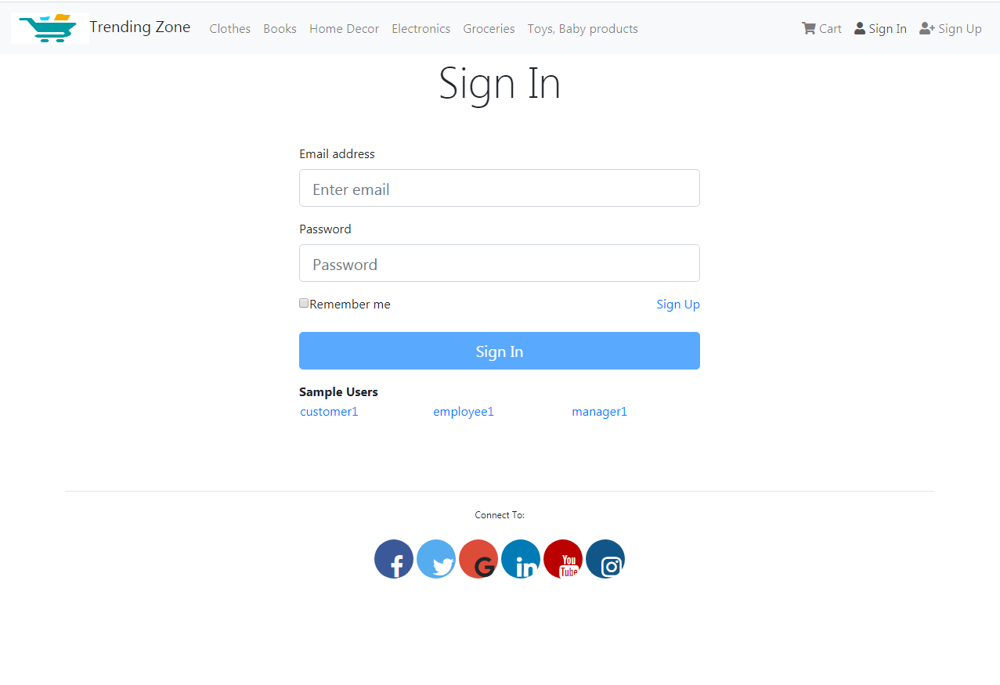 Trending Zone Clothes Books Home Decor Electronics Groceries Toys, Baby products Cart Sign In Sign Up
Sign In
Email address
Enter email
Password
Password
Remember me Sign Up
Sign In
Sample Users
customer1 employee1 manager1
Connect To:
f G in You
Tube